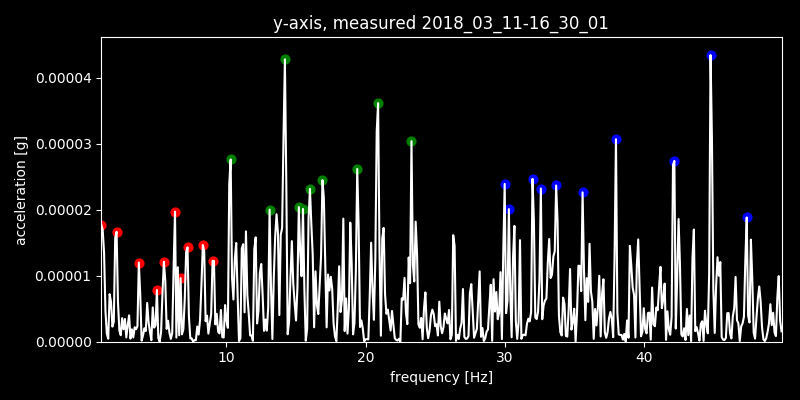 y-axis, measured 2018_03_11-16_30_01
0.00004
0.00003
0.00002
0.00001
0.00000
acceleration [g]
10 20 30 40
frequency [Hz]